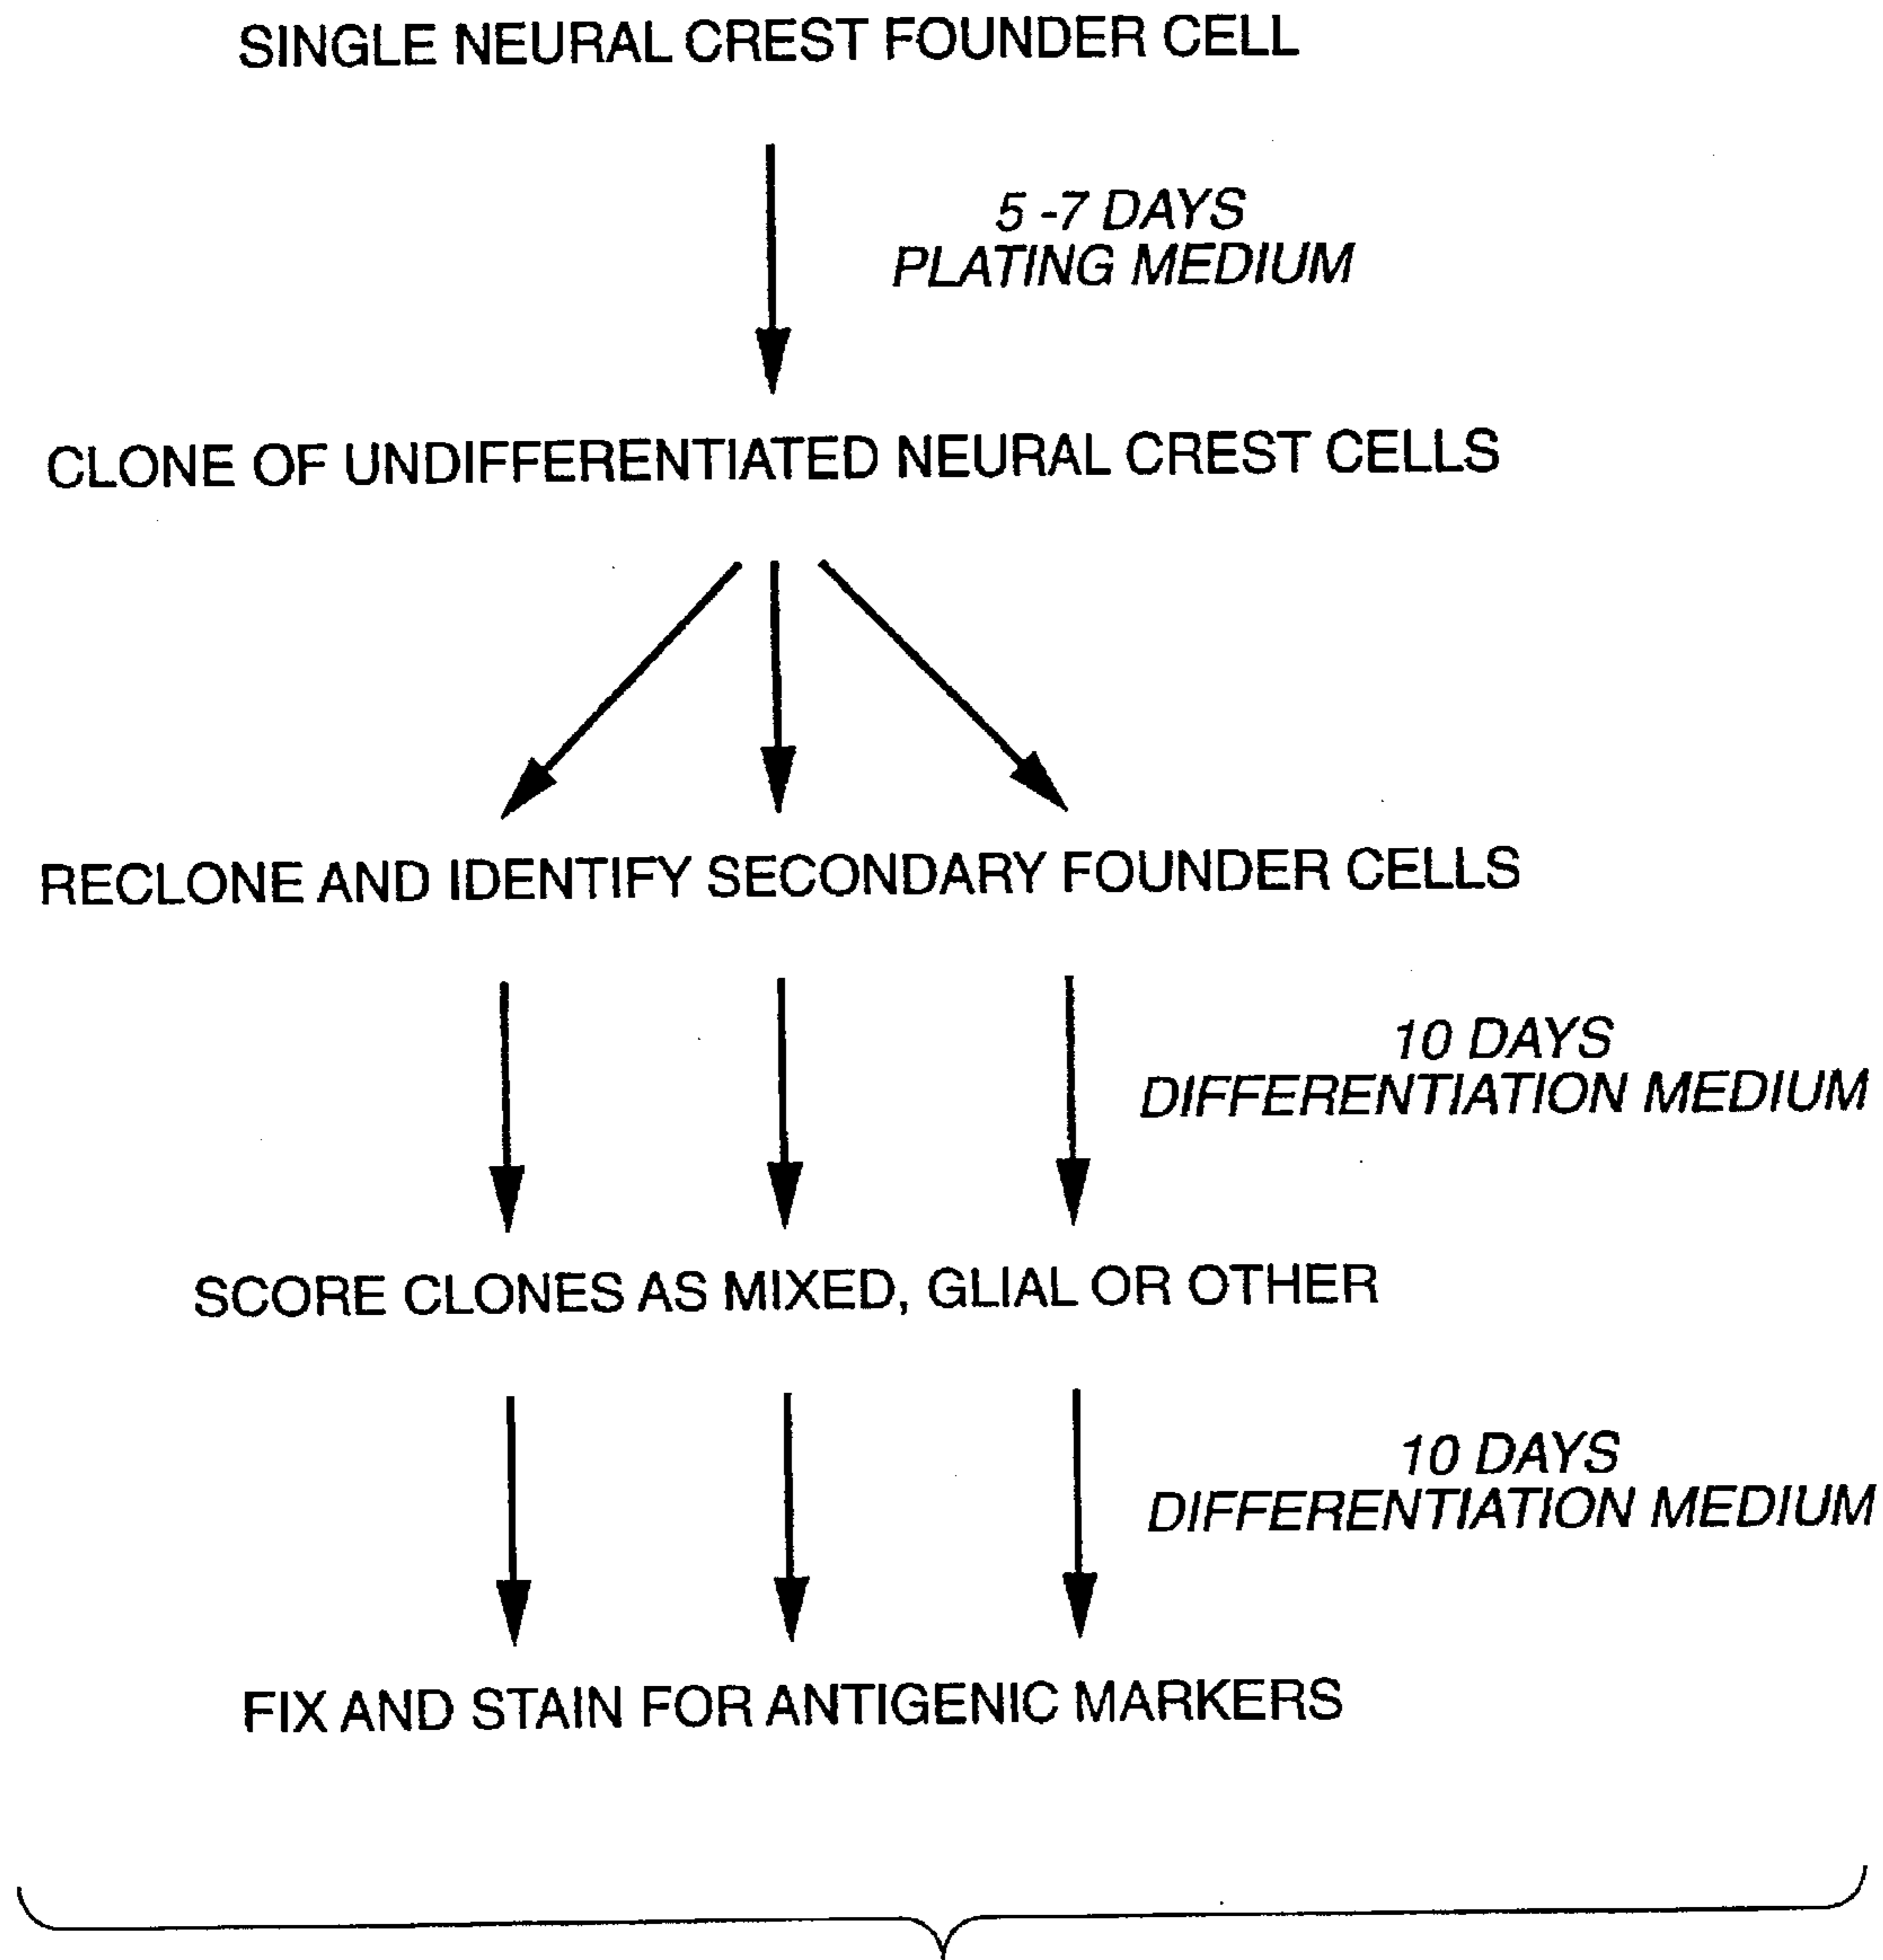 SINGLE NEURAL CREST FOUNDER CELL
5 -7 DAYS
PLATING MEDIUM
CLONE OF UNDIFFERENTIATED NEURAL CREST CELLS
RECLONE AND IDENTIFY SECONDARY FOUNDER CELLS
10 DAYS
DIFFERENTIATION MEDIUM
SCORE CLONES AS MIXED, GLIAL OR OTHER
10 DAYS
DIFFERENTIATION MEDIUM
FIX AND STAIN FOR ANTIGENIC MARKERS